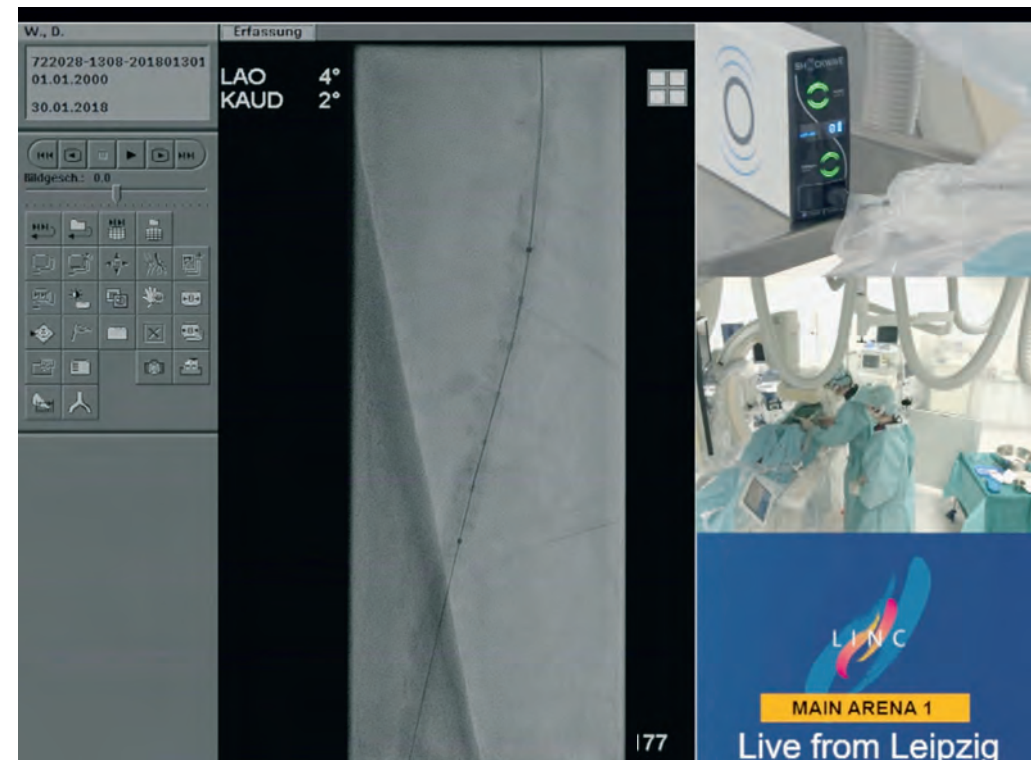 W., D.
722028-1308-201801301
01.01.2000
30.01.2018
Bildgesch.: 0.0
Erfassung
LAO 4°
KAUD 2°
177
SHOCKWAVE
LINC
MAIN ARENA 1
Live from Leipzig